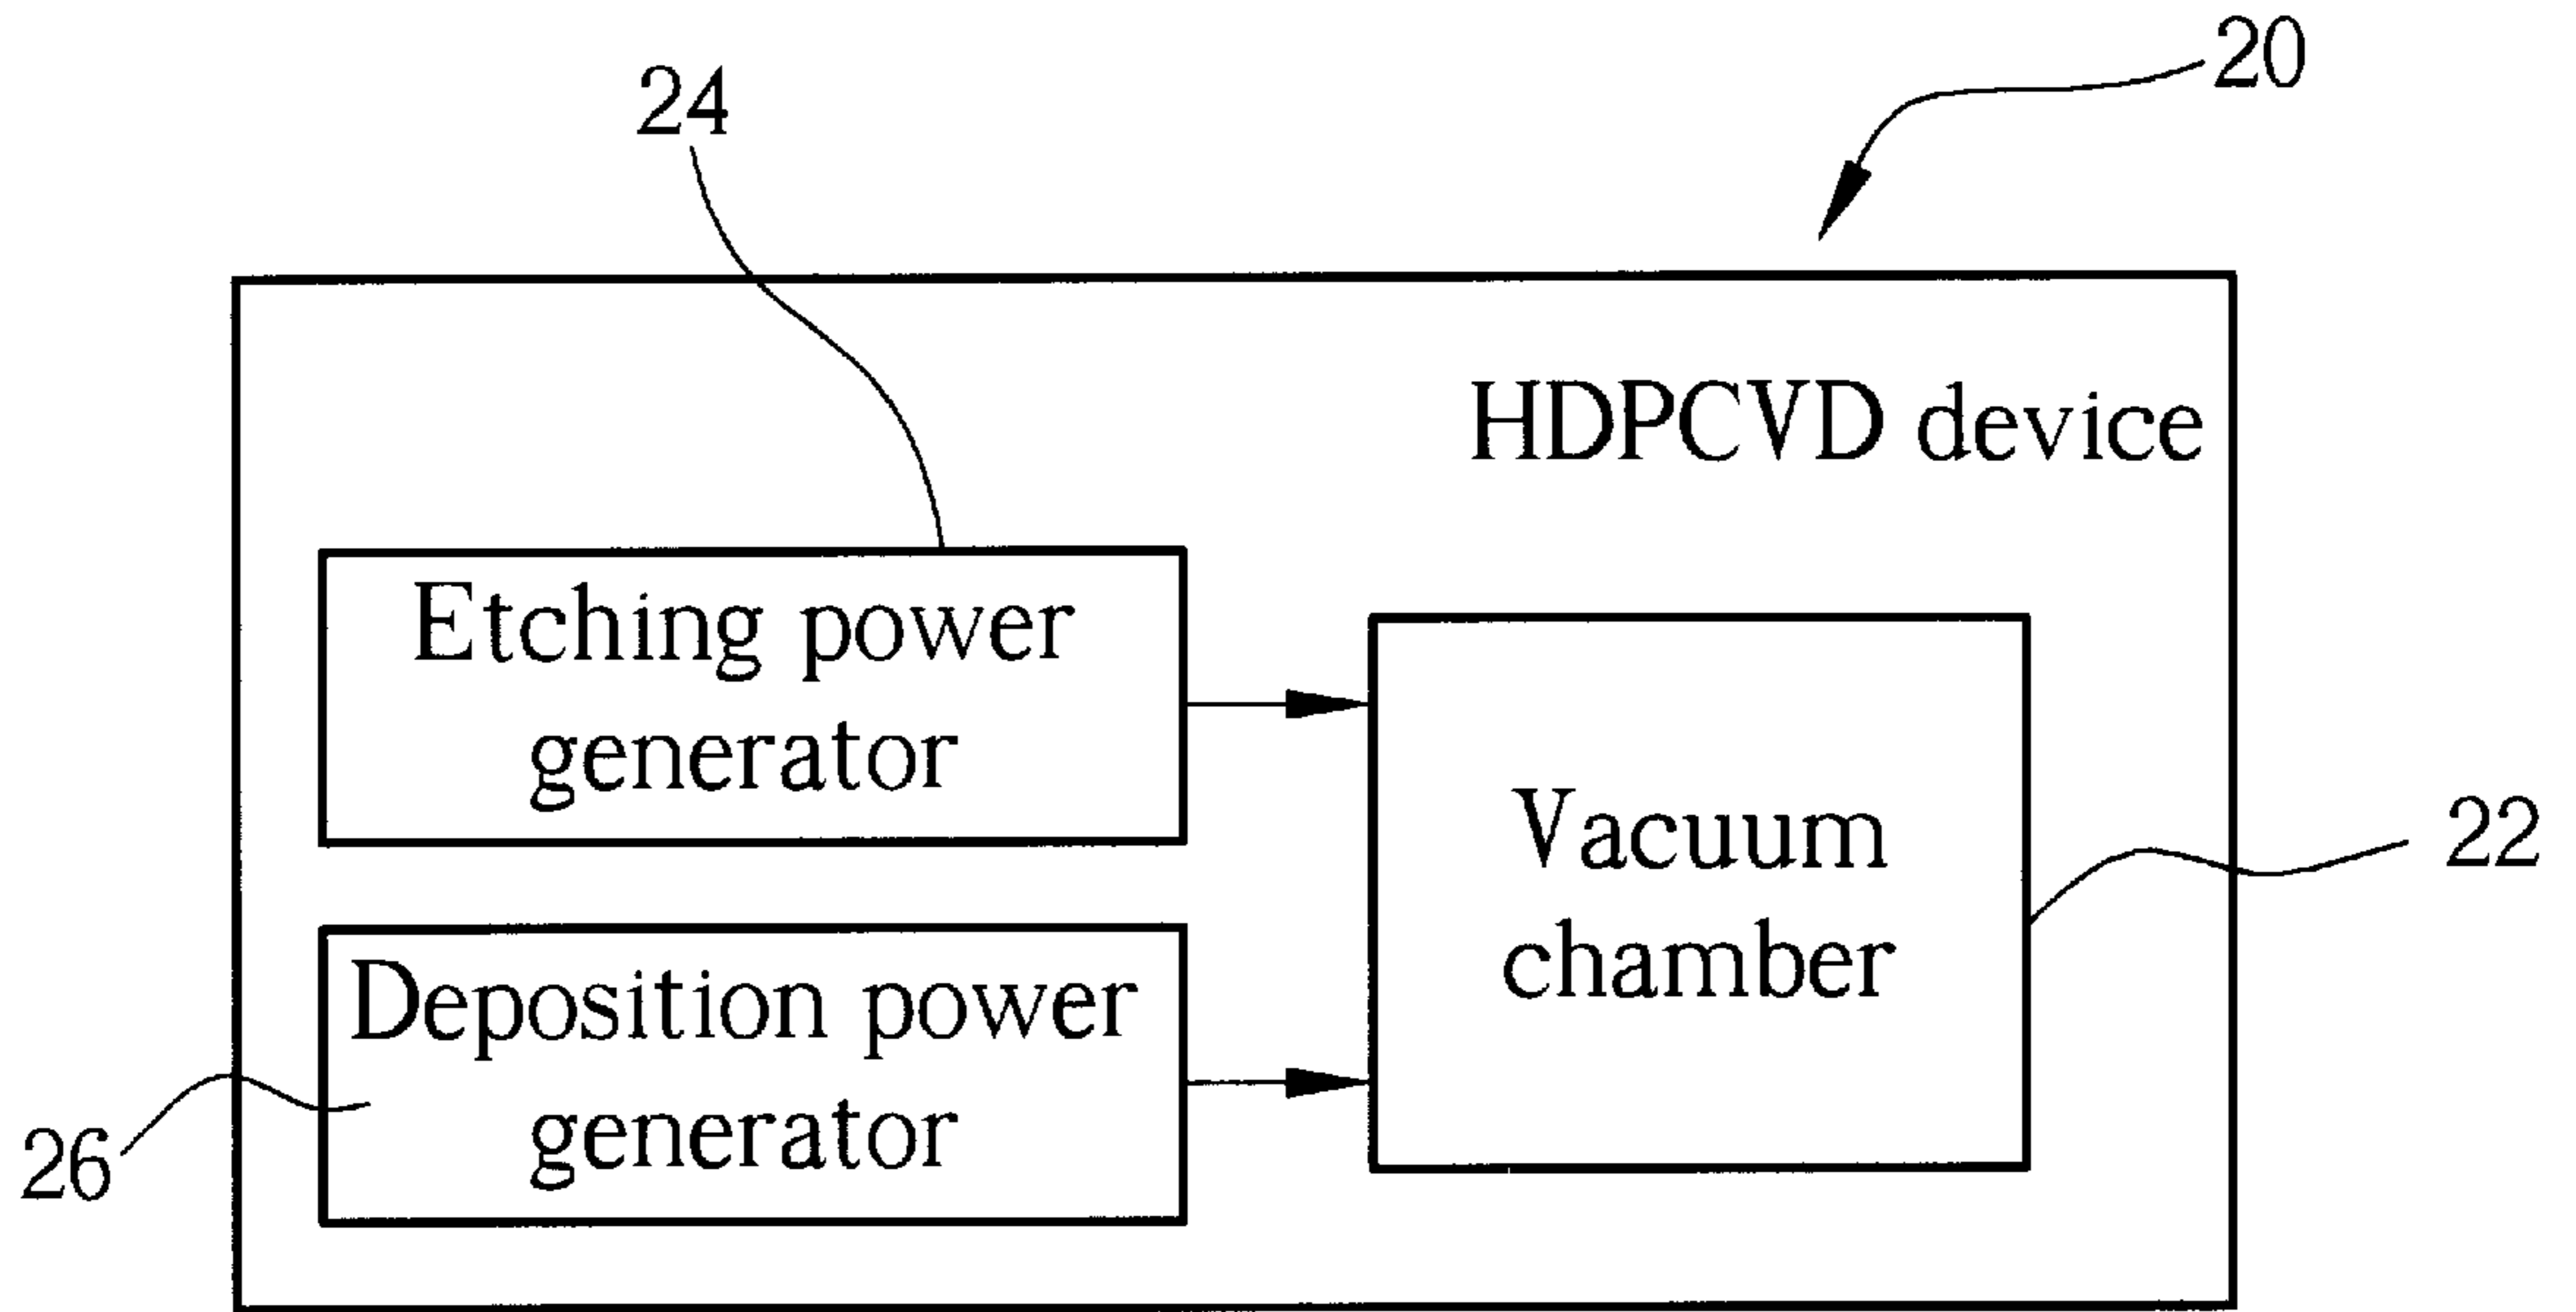 20
24
HDPCVD device
Etching power
generator
Vacuum
chamber
22
Deposition power
generator
26